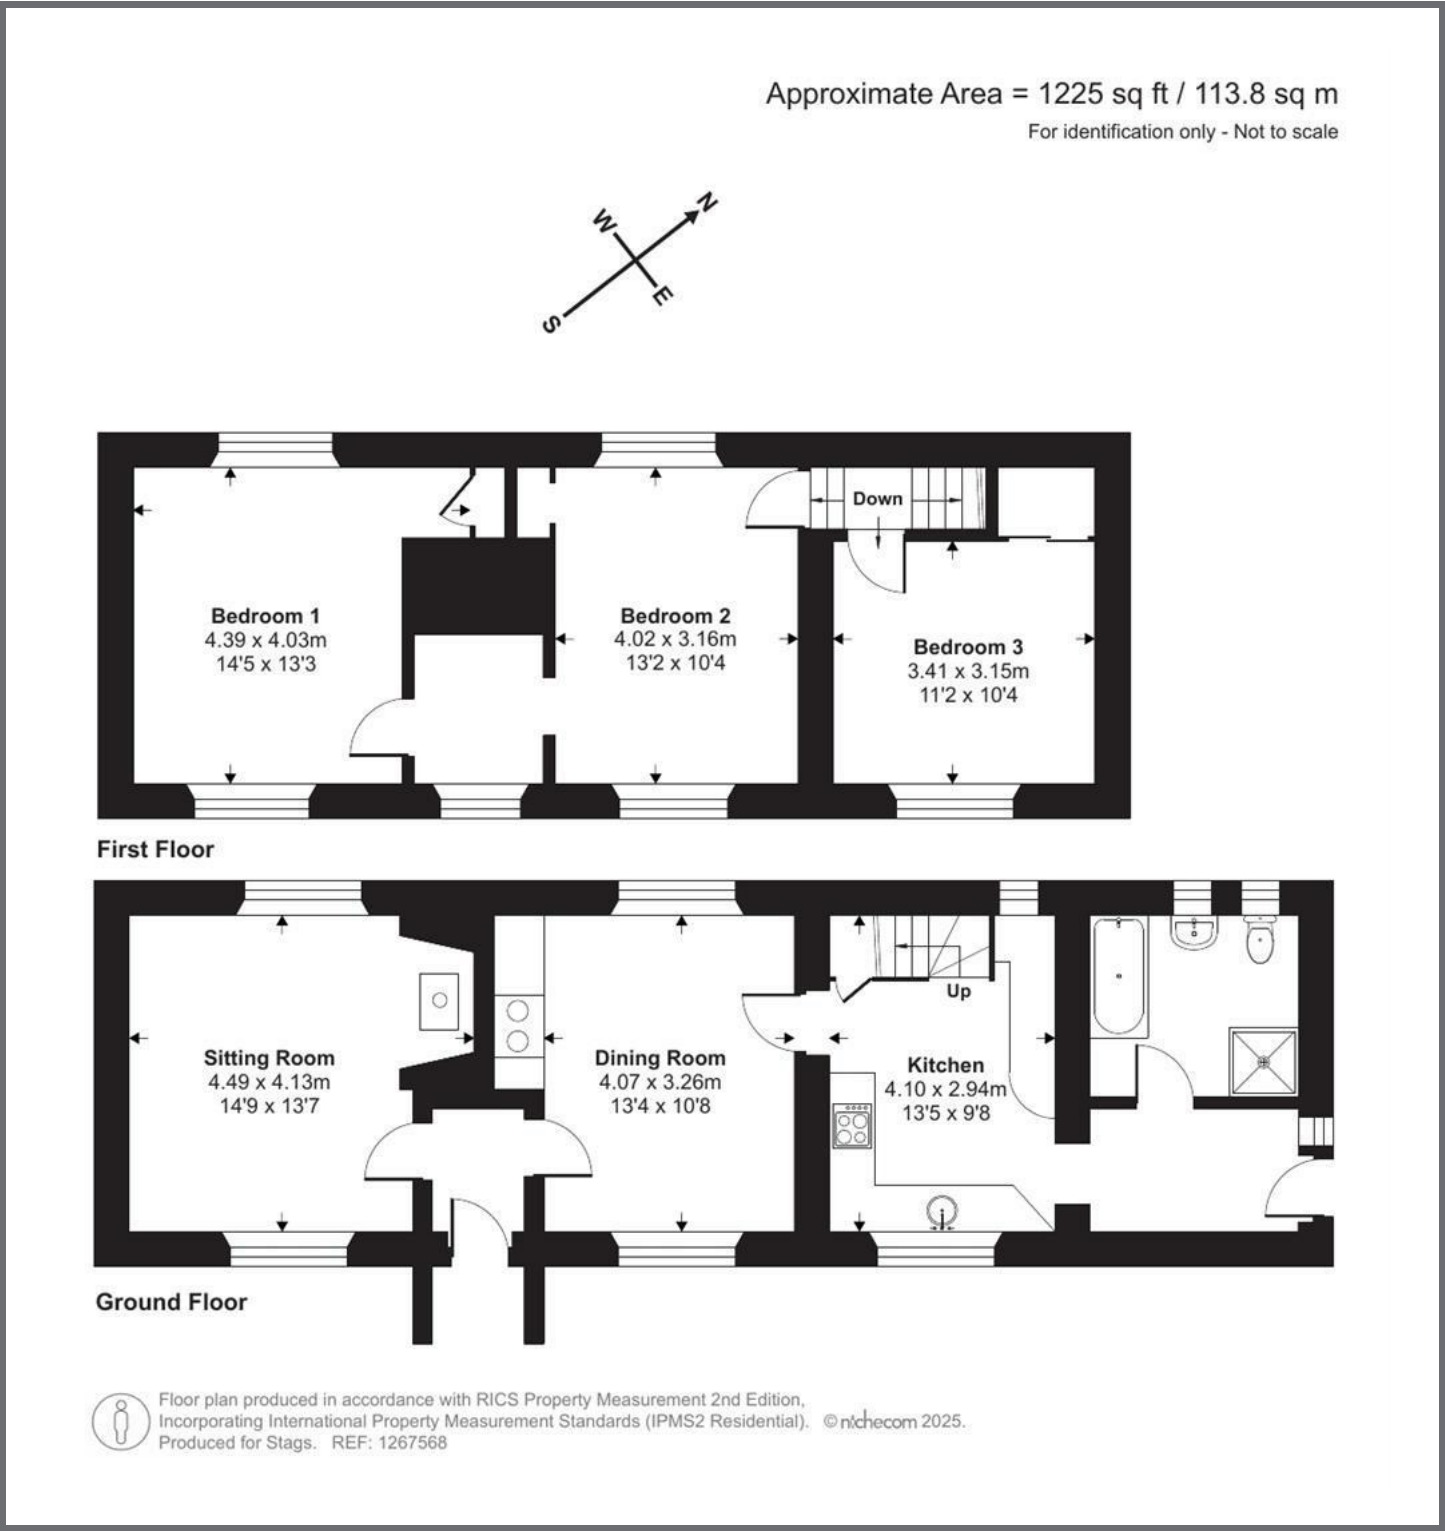 Approximate Area = 1225 sq ft / 113.8 sq m
For identification only - Not to scale
N
W
E
S
Down
Bedroom 1
4.39 x 4.03m
14'5 x 13'3
Bedroom 2
4.02 x 3.16m
13'2 x 10'4
Bedroom 3
3.41 x 3.15m
11'2 x 10'4
First Floor
Up
Sitting Room
4.49 x 4.13m
14'9 x 13'7
Dining Room
4.07 x 3.26m
13'4 x 10'8
Kitchen
4.10 x 2.94m
13'5 x 9'8
Ground Floor
Floor plan produced in accordance with RICS Property Measurement 2nd Edition,
Incorporating International Property Measurement Standards (IPMS2 Residential). © nichecom 2025.
Produced for Stags. REF: 1267568